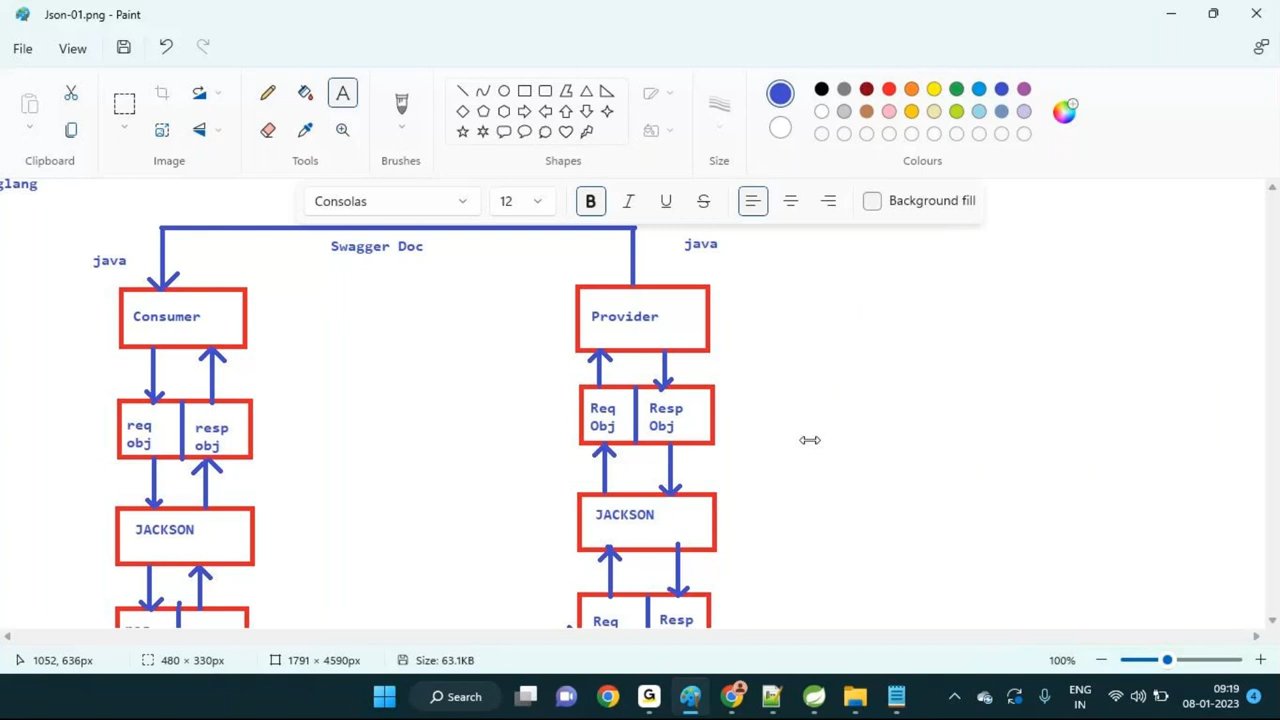 Json-01.png - Paint
File
View
Clipboard
Image
Tools
Brushes
Shapes
Size
Colours
glang
Consolas
12
B
I
U
S
Background fill
Swagger Doc
java
java
Consumer
Provider
req
obj
resp
obj
Req
Obj
Resp
Obj
JACKSON
JACKSON
Req
Resp
1052, 636px
480 × 330px
1791 × 4590px
Size: 63.1KB
100%
Search
ENG
IN
09:19
08-01-2023
4